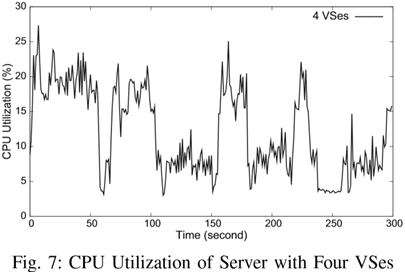 30
4 VSes
25
20
15
10
5
0
CPU Utilization (%)
0 50 100 150 200 250 300
Time (second)
Fig. 7: CPU Utilization of Server with Four VSes